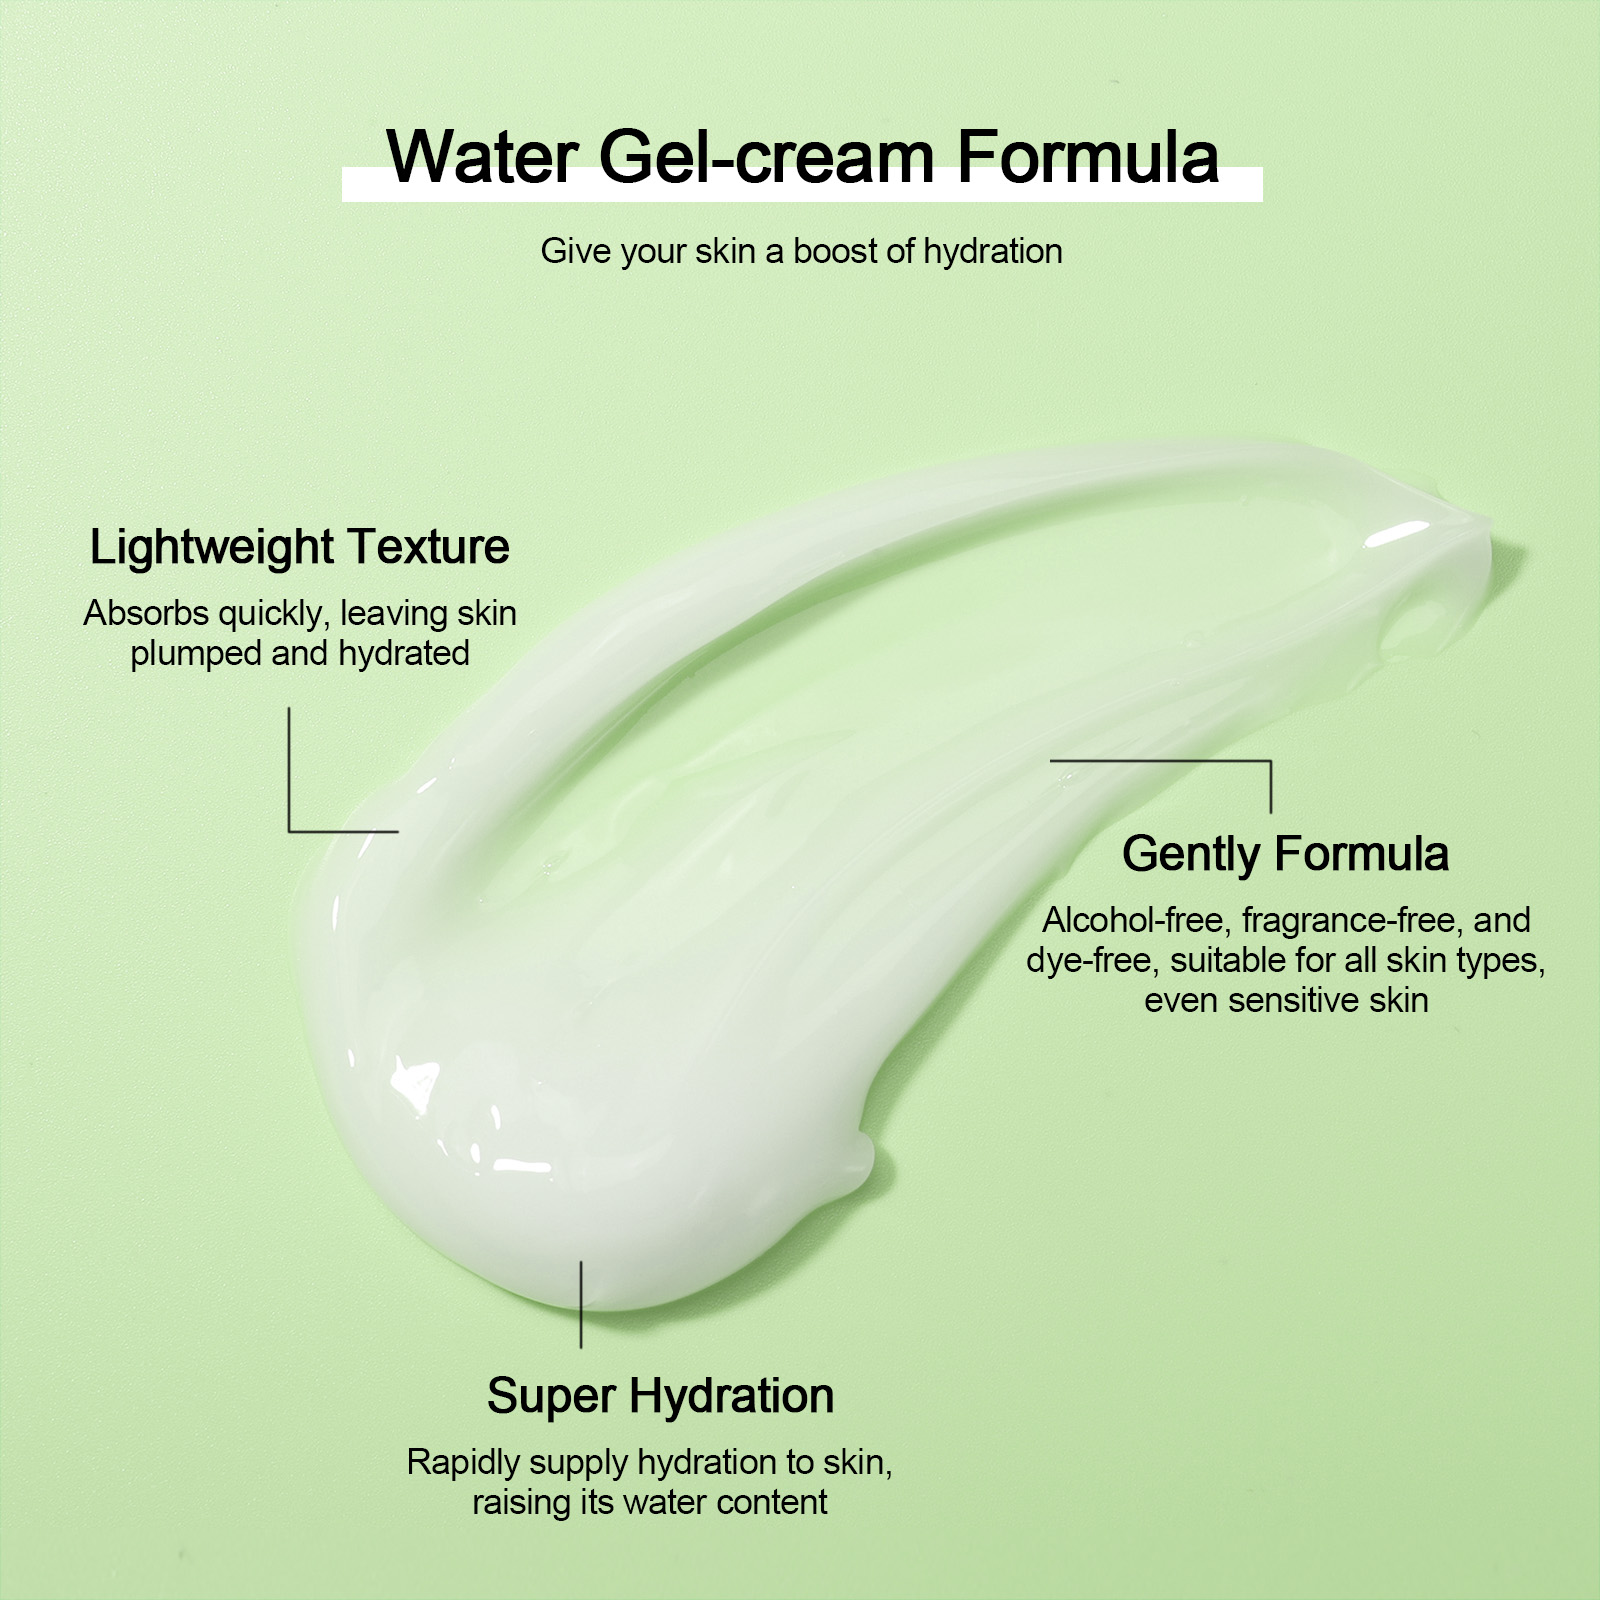 Water Gel-cream Formula
Give your skin a boost of hydration
Lightweight Texture
Absorbs quickly, leaving skin
plumped and hydrated
Gently Formula
Alcohol-free, fragrance-free, and
dye-free, suitable for all skin types,
even sensitive skin
Super Hydration
Rapidly supply hydration to skin,
raising its water content